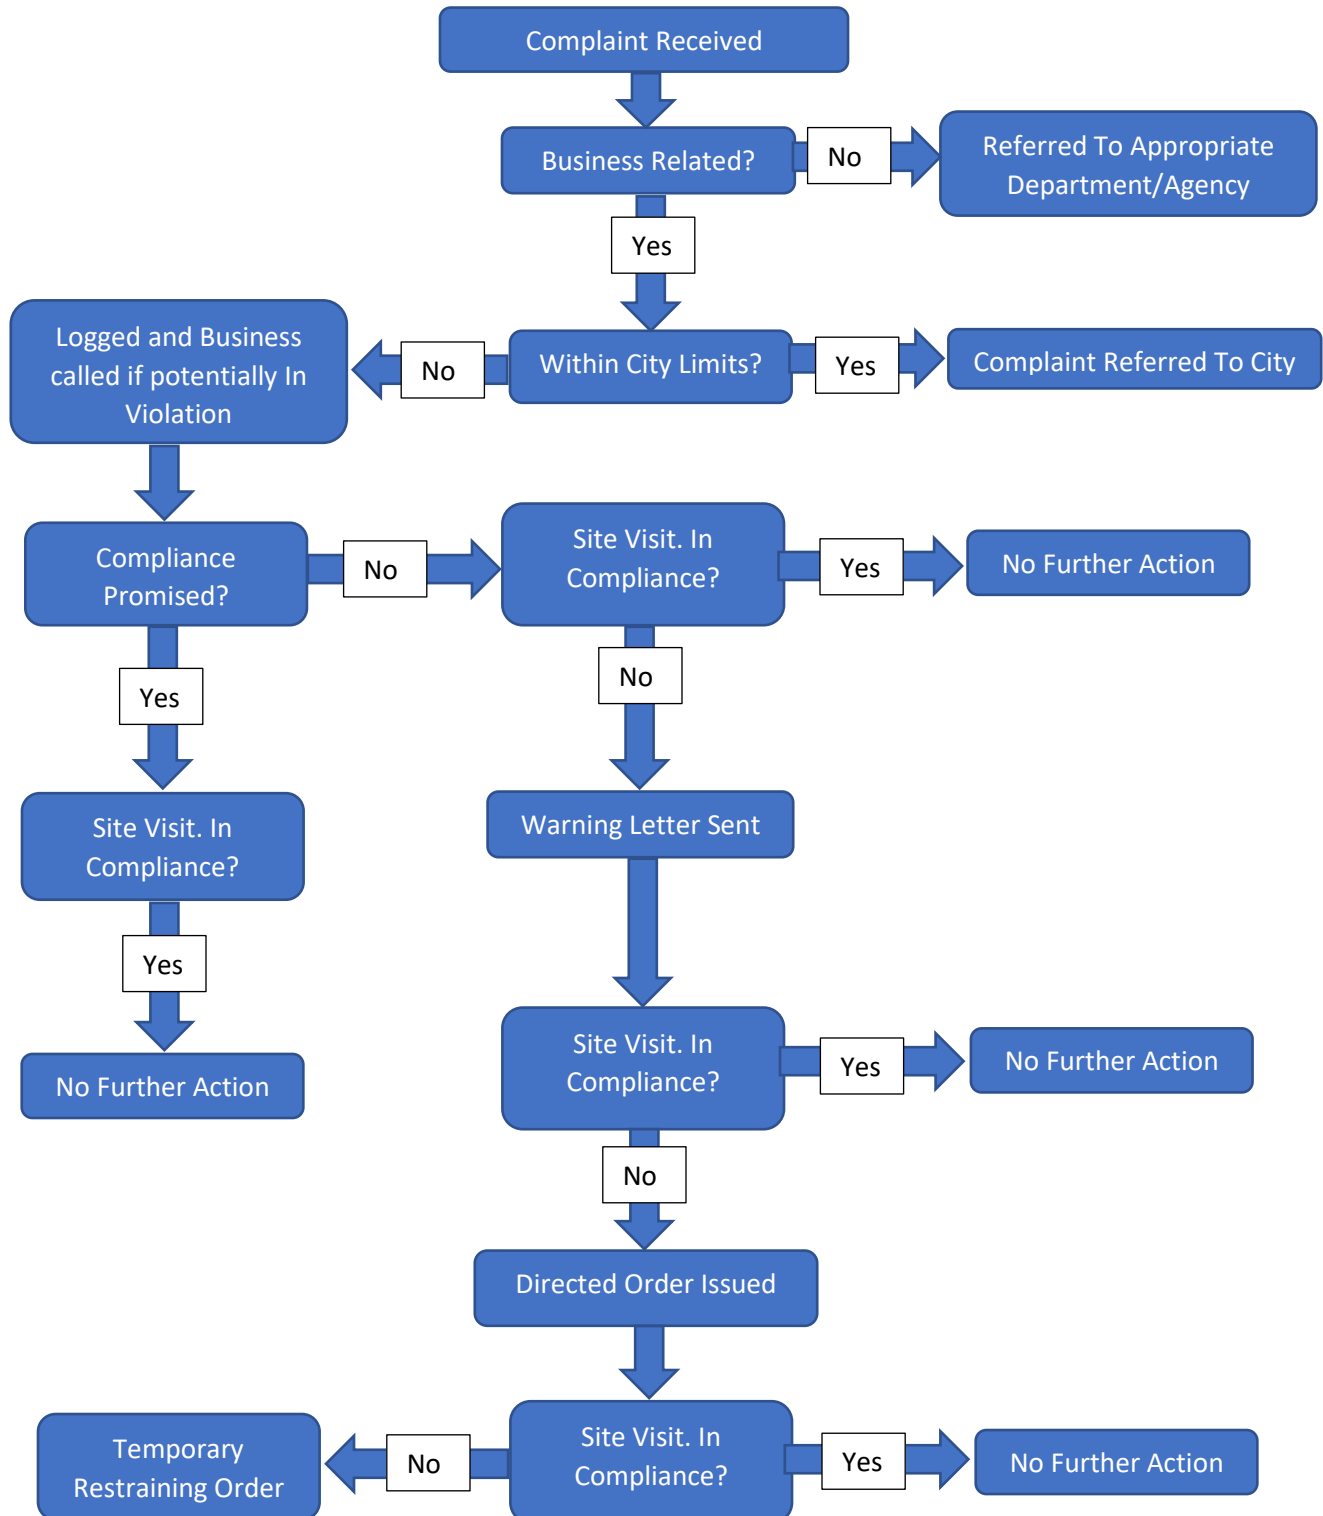 Complaint Received
Business Related?
No
Referred To Appropriate
Department/Agency
Yes
Logged and Business
called if potentially In
Violation
No
Within City Limits?
Yes
Complaint Referred To City
Compliance
Promised?
No
Site Visit. In
Compliance?
Yes
No Further Action
Yes
No
Site Visit. In
Compliance?
Warning Letter Sent
Yes
No Further Action
Site Visit. In
Compliance?
Yes
No Further Action
No
Directed Order Issued
Temporary
Restraining Order
No
Site Visit. In
Compliance?
Yes
No Further Action